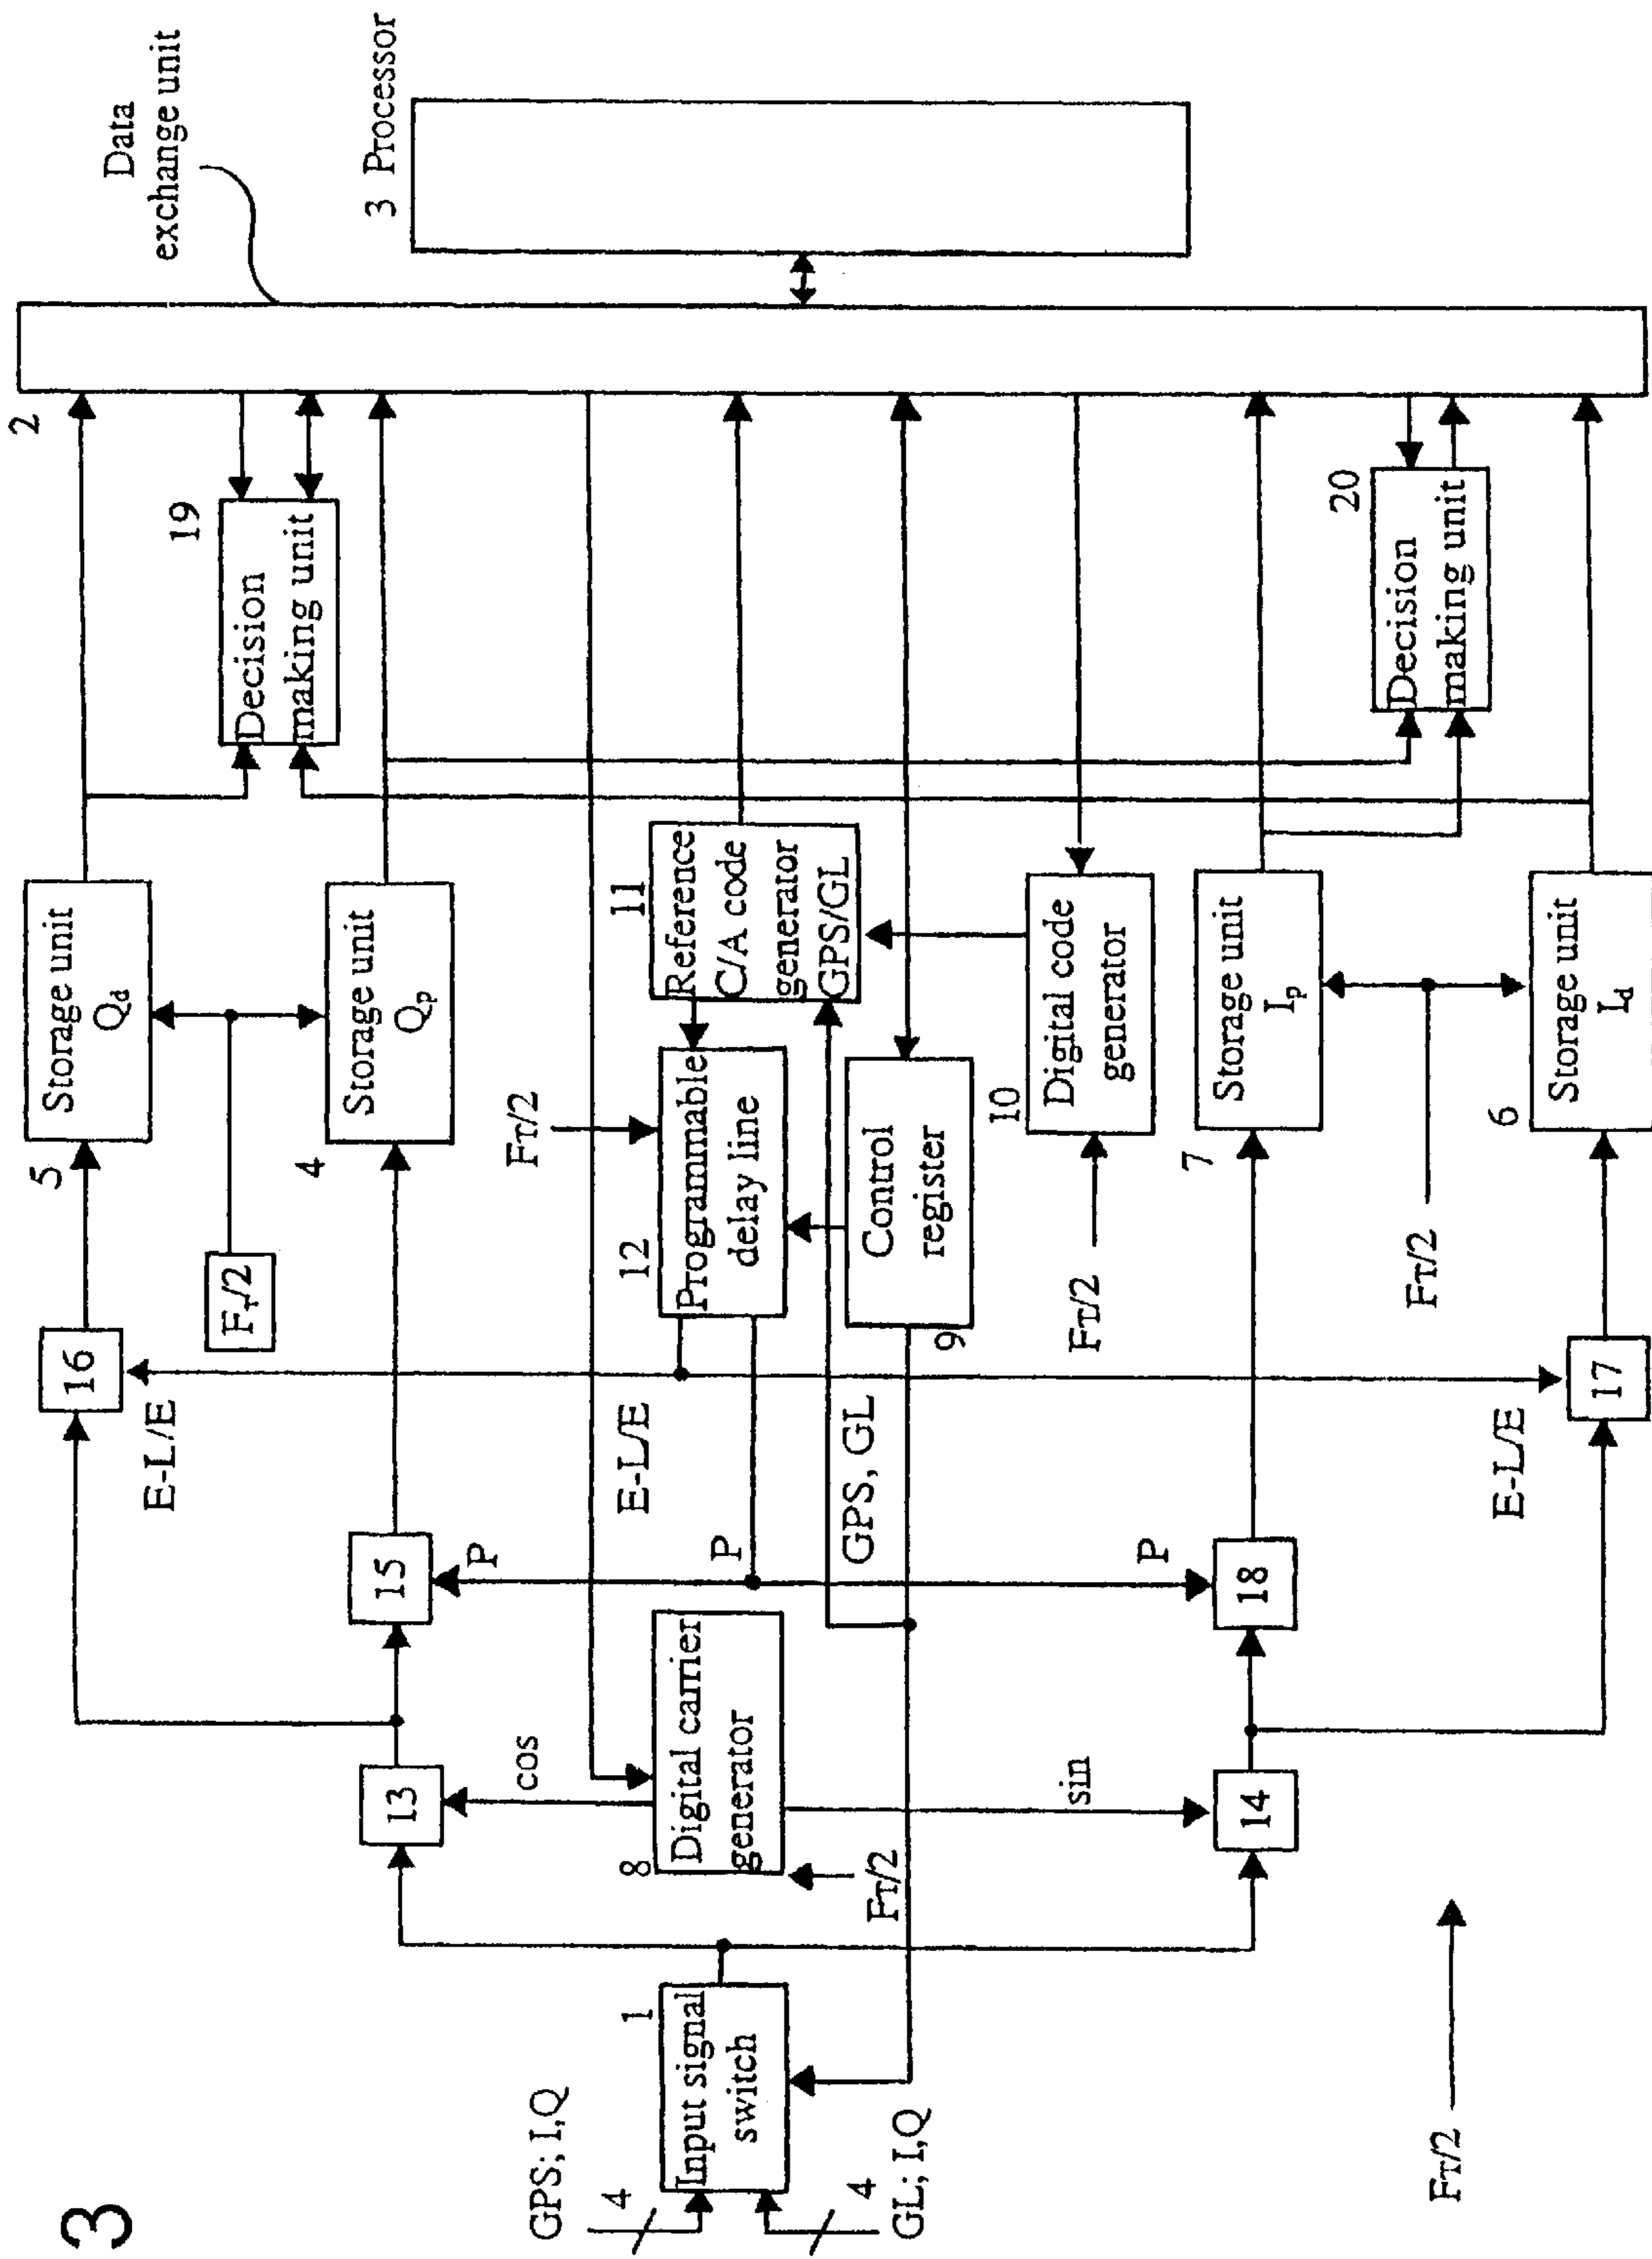 3
GPS; I,Q
4
4
GL; I,Q
1
Input signal
switch
FT/2
13
14
cos
sin
8
Digital carrier
generator
FT/2
15
P
P
P
18
16
E-L/E
E-L/E
GPS, GL
E-L/E
17
FT/2
12
Programmable
delay line
FT/2
9
Control
register
FT/2
10
Digital code
generator
FT/2
11
Reference
C/A code
generator
GPS/GL
5
Storage unit
Qd
4
Storage unit
Qp
7
Storage unit
Ip
6
Storage unit
Id
19
Decision
making unit
20
Decision
making unit
2
Data
exchange unit
3 Processor